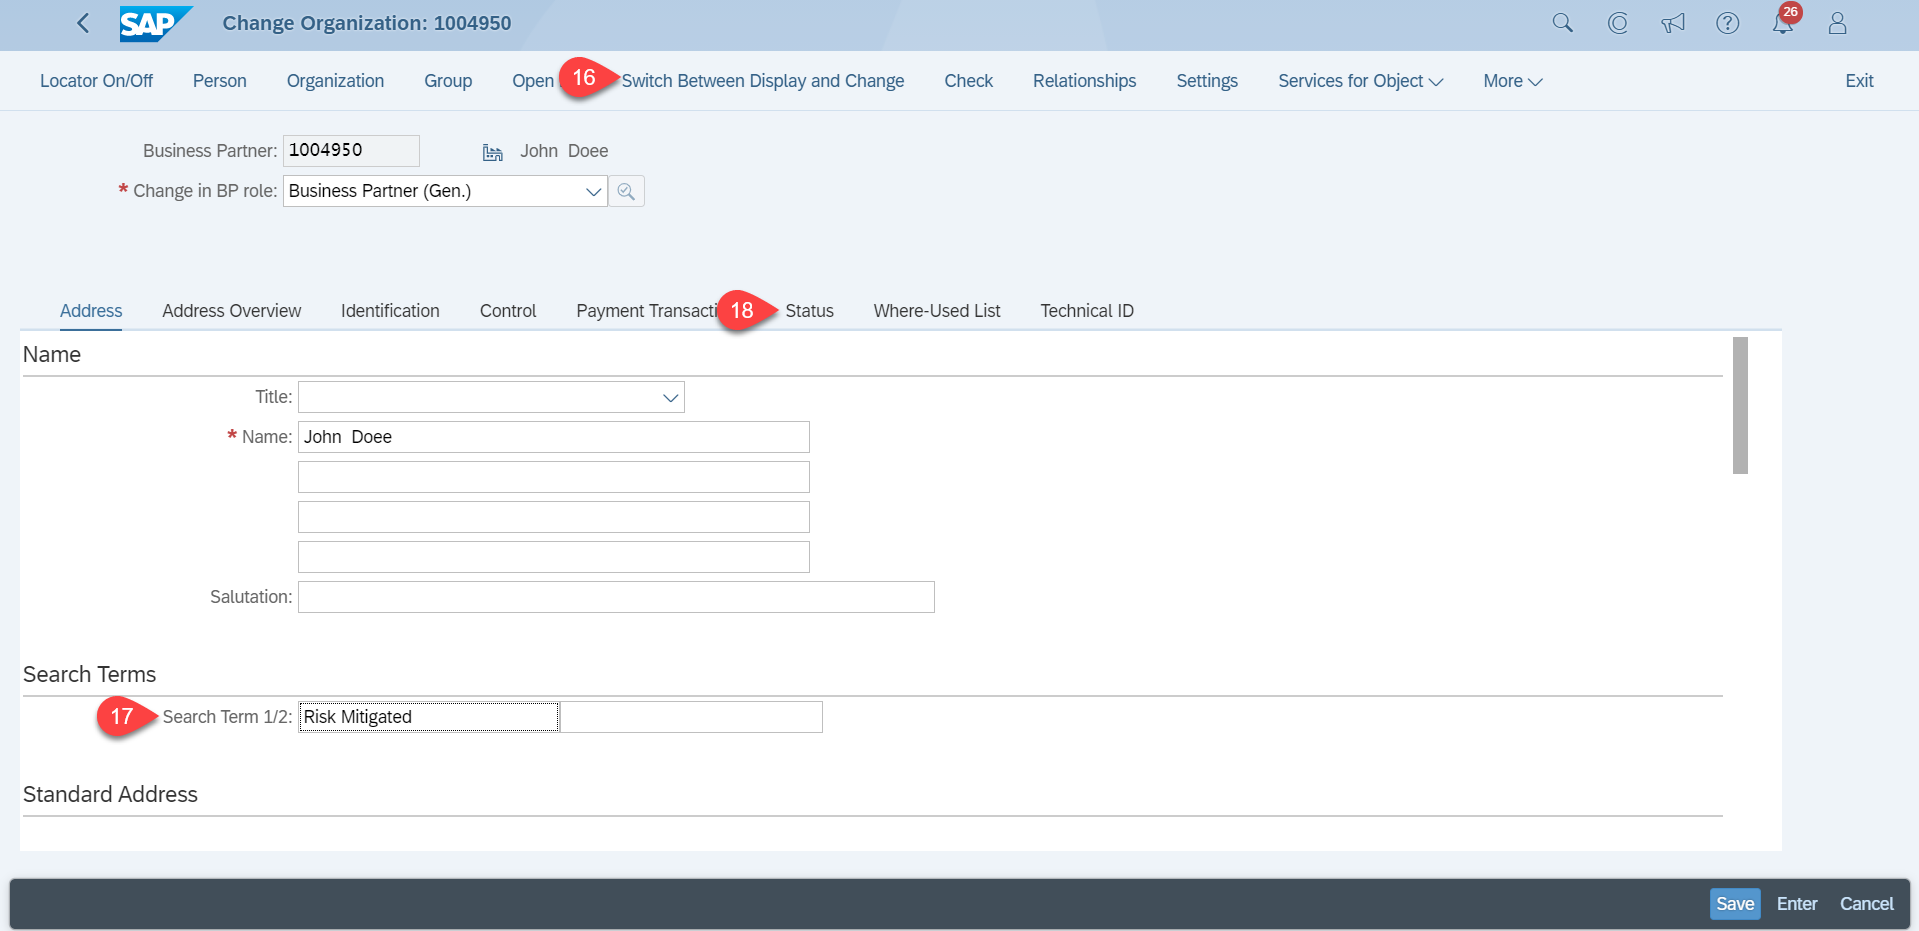 SAP Change Organization: 1004950 26
Locator On/Off Person Organization Group Open 16 Switch Between Display and Change Check Relationships Settings Services for Object More Exit
Business Partner: 1004950 John Doee
* Change in BP role: Business Partner (Gen.)
Address Address Overview Identification Control Payment Transacti 18 Status Where-Used List Technical ID
Name
Title:
* Name: John Doee
Salutation:
Search Terms
17 Search Term 1/2: Risk Mitigated
Standard Address
Save Enter Cancel